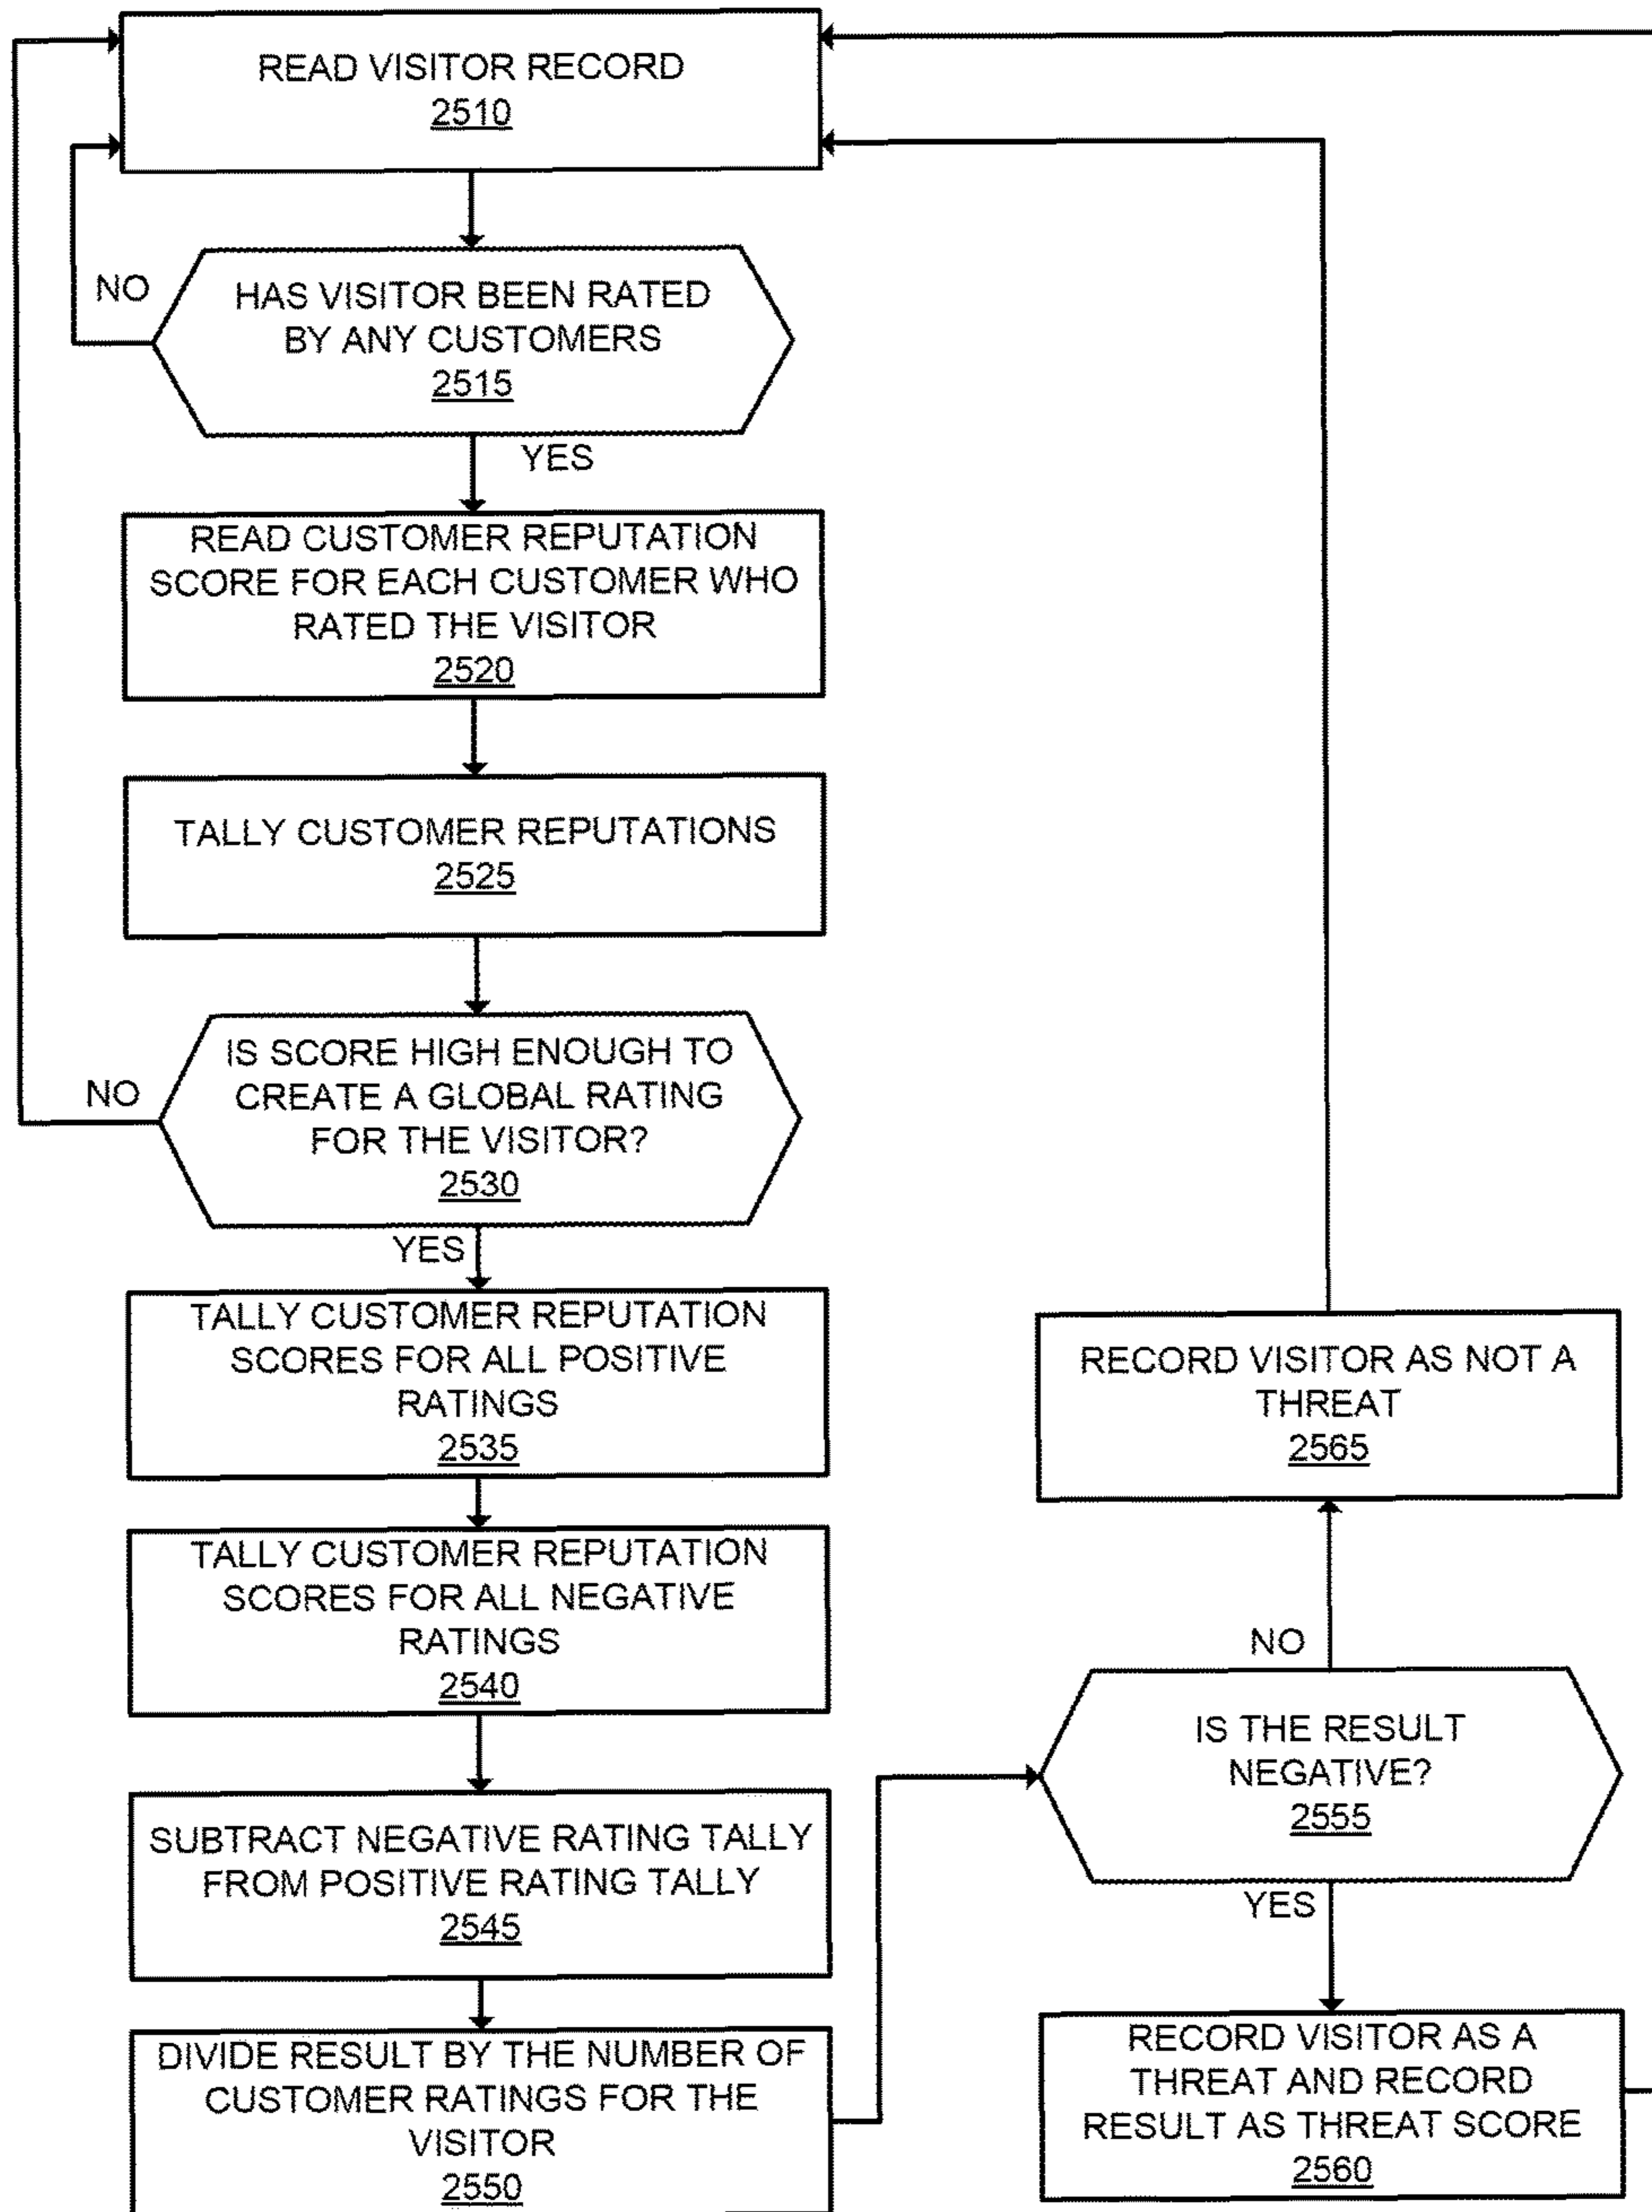 READ VISITOR RECORD
2510
NO
HAS VISITOR BEEN RATED
BY ANY CUSTOMERS
2515
YES
READ CUSTOMER REPUTATION
SCORE FOR EACH CUSTOMER WHO
RATED THE VISITOR
2520
TALLY CUSTOMER REPUTATIONS
2525
NO
IS SCORE HIGH ENOUGH TO
CREATE A GLOBAL RATING
FOR THE VISITOR?
2530
YES
TALLY CUSTOMER REPUTATION
SCORES FOR ALL POSITIVE
RATINGS
2535
TALLY CUSTOMER REPUTATION
SCORES FOR ALL NEGATIVE
RATINGS
2540
SUBTRACT NEGATIVE RATING TALLY
FROM POSITIVE RATING TALLY
2545
DIVIDE RESULT BY THE NUMBER OF
CUSTOMER RATINGS FOR THE
VISITOR
2550
RECORD VISITOR AS NOT A
THREAT
2565
NO
IS THE RESULT
NEGATIVE?
2555
YES
RECORD VISITOR AS A
THREAT AND RECORD
RESULT AS THREAT SCORE
2560